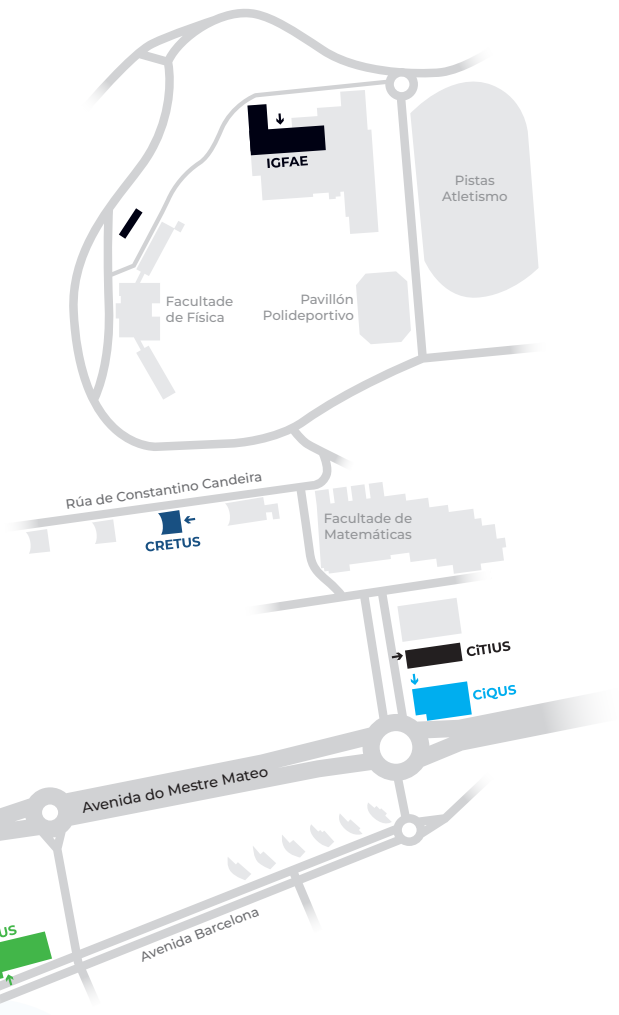 IGFAE
Pistas
Atletismo
Facultade
de Física
Pavillón
Polideportivo
Rúa de Constantino Candeira
CRETUS
Facultade de
Matemáticas
CiTIUS
CiQUS
Avenida do Mestre Mateo
Avenida Barcelona
US